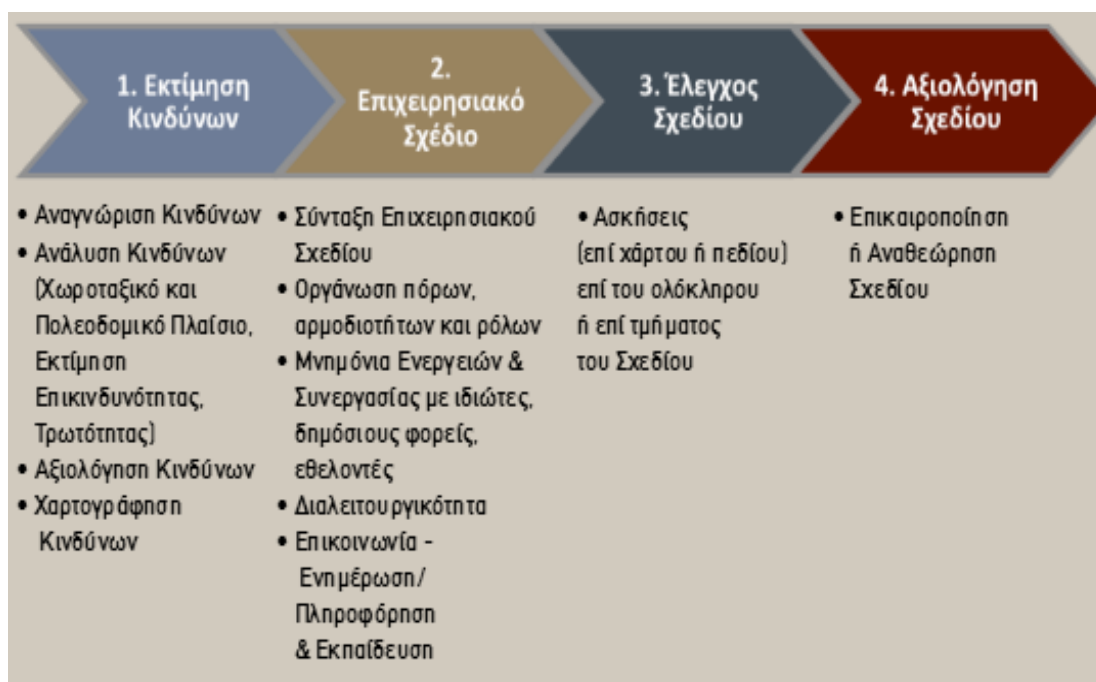 1. Εκτίμηση
Κινδύνων
2.
Επιχειρησιακό
Σχέδιο
3. Έλεγχος
Σχεδίου
4. Αξιολόγηση
Σχεδίου
• Αναγνώριση Κινδύνων
• Ανάλυση Κινδύνων
(Χωροταξικό και
Πολεοδομικό Πλαίσιο,
Εκτίμηση
Επικινδυνότητας,
Τρωτότητας)
• Αξιολόγηση Κινδύνων
• Χαρτογράφηση
Κινδύνων
• Σύνταξη Επιχειρησιακού
Σχεδίου
• Οργάνωση πόρων,
αρμοδιοτήτων και ρόλων
• Μνημόνια Ενεργειών &
Συνεργασίας με ιδιώτες,
δημόσιους φορείς,
εθελοντές
• Διαλειτουργικότητα
• Επικοινωνία -
Ενημέρωση/
Πληροφόρηση
& Εκπαίδευση
• Ασκήσεις
(επί χάρτου ή πεδίου)
επί του ολόκληρου
ή επί τμήματος
του Σχεδίου
• Επικαιροποίηση
ή Αναθεώρηση
Σχεδίου